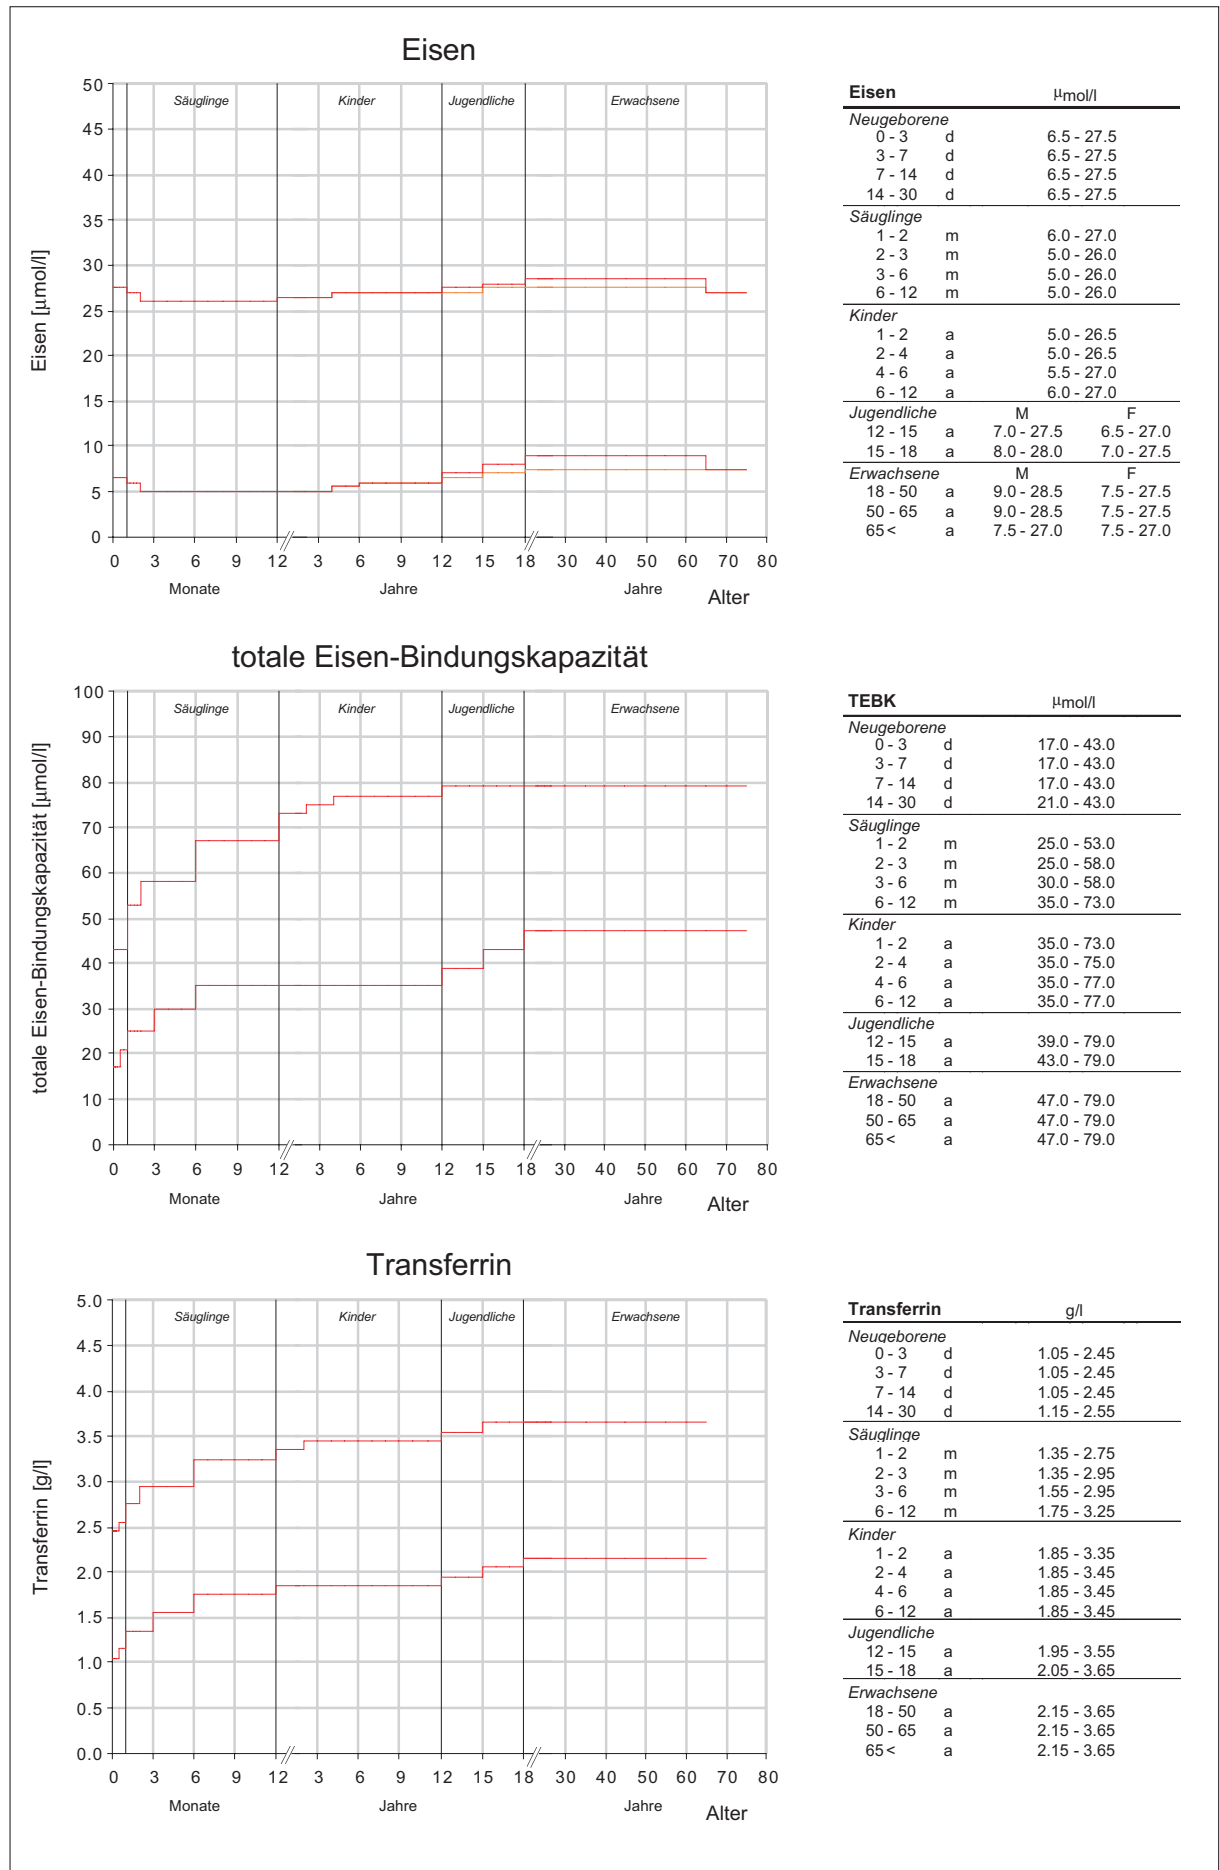 Eisen
50
45
40
35
30
25
20
15
10
5
0
Eisen [µmol/l]
Säuglinge Kinder Jugendliche Erwachsene
0 3 6 9 12 3 6 9 12 15 18 30 40 50 60 70 80
Monate Jahre Jahre Alter
Eisen µmol/l
Neugeborene
0 - 3 d 6.5 - 27.5
3 - 7 d 6.5 - 27.5
7 - 14 d 6.5 - 27.5
14 - 30 d 6.5 - 27.5
Säuglinge
1 - 2 m 6.0 - 27.0
2 - 3 m 5.0 - 26.0
3 - 6 m 5.0 - 26.0
6 - 12 m 5.0 - 26.0
Kinder
1 - 2 a 5.0 - 26.5
2 - 4 a 5.0 - 26.5
4 - 6 a 5.5 - 27.0
6 - 12 a 6.0 - 27.0
Jugendliche M F
12 - 15 a 7.0 - 27.5 6.5 - 27.0
15 - 18 a 8.0 - 28.0 7.0 - 27.5
Erwachsene M F
18 - 50 a 9.0 - 28.5 7.5 - 27.5
50 - 65 a 9.0 - 28.5 7.5 - 27.5
65< a 7.5 - 27.0 7.5 - 27.0
totale Eisen-Bindungskapazität
100
90
80
70
60
50
40
30
20
10
0
totale Eisen-Bindungskapazität [µmol/l]
Säuglinge Kinder Jugendliche Erwachsene
0 3 6 9 12 3 6 9 12 15 18 30 40 50 60 70 80
Monate Jahre Jahre Alter
TEBK µmol/l
Neugeborene
0 - 3 d 17.0 - 43.0
3 - 7 d 17.0 - 43.0
7 - 14 d 17.0 - 43.0
14 - 30 d 21.0 - 43.0
Säuglinge
1 - 2 m 25.0 - 53.0
2 - 3 m 25.0 - 58.0
3 - 6 m 30.0 - 58.0
6 - 12 m 35.0 - 73.0
Kinder
1 - 2 a 35.0 - 73.0
2 - 4 a 35.0 - 75.0
4 - 6 a 35.0 - 77.0
6 - 12 a 35.0 - 77.0
Jugendliche
12 - 15 a 39.0 - 79.0
15 - 18 a 43.0 - 79.0
Erwachsene
18 - 50 a 47.0 - 79.0
50 - 65 a 47.0 - 79.0
65< a 47.0 - 79.0
Transferrin
5.0
4.5
4.0
3.5
3.0
2.5
2.0
1.5
1.0
0.5
0.0
Transferrin [g/l]
Säuglinge Kinder Jugendliche Erwachsene
0 3 6 9 12 3 6 9 12 15 18 30 40 50 60 70 80
Monate Jahre Jahre Alter
Transferrin g/l
Neugeborene
0 - 3 d 1.05 - 2.45
3 - 7 d 1.05 - 2.45
7 - 14 d 1.05 - 2.45
14 - 30 d 1.15 - 2.55
Säuglinge
1 - 2 m 1.35 - 2.75
2 - 3 m 1.35 - 2.95
3 - 6 m 1.55 - 2.95
6 - 12 m 1.75 - 3.25
Kinder
1 - 2 a 1.85 - 3.35
2 - 4 a 1.85 - 3.45
4 - 6 a 1.85 - 3.45
6 - 12 a 1.85 - 3.45
Jugendliche
12 - 15 a 1.95 - 3.55
15 - 18 a 2.05 - 3.65
Erwachsene
18 - 50 a 2.15 - 3.65
50 - 65 a 2.15 - 3.65
65< a 2.15 - 3.65